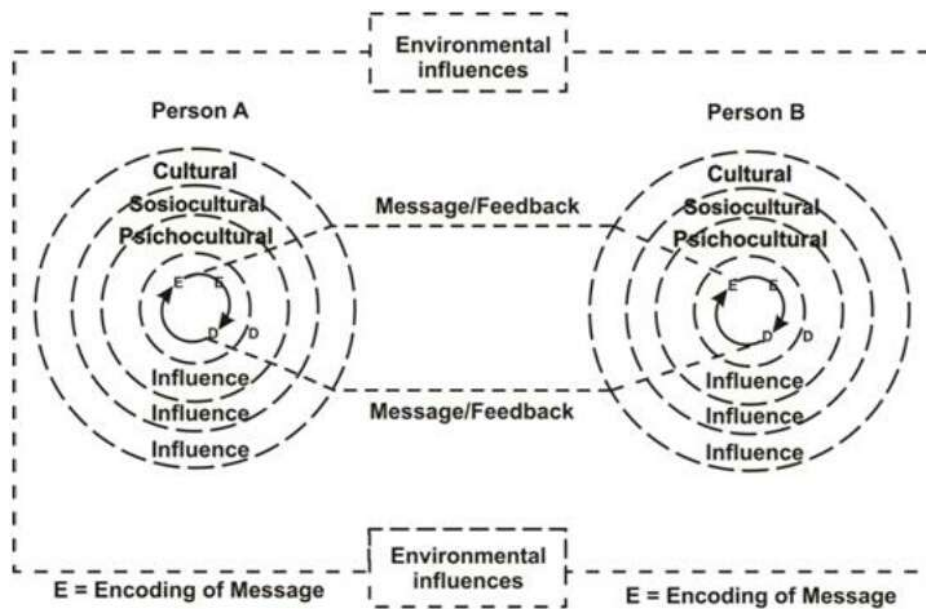 Environmental
influences
Person A
Person B
Cultural
Sosiocultural
Psichocultural
E E
D D
Influence
Influence
Influence
Message/Feedback
Message/Feedback
Cultural
Sosiocultural
Psichocultural
E E
D D
Influence
Influence
Influence
Environmental
influences
E = Encoding of Message
E = Encoding of Message